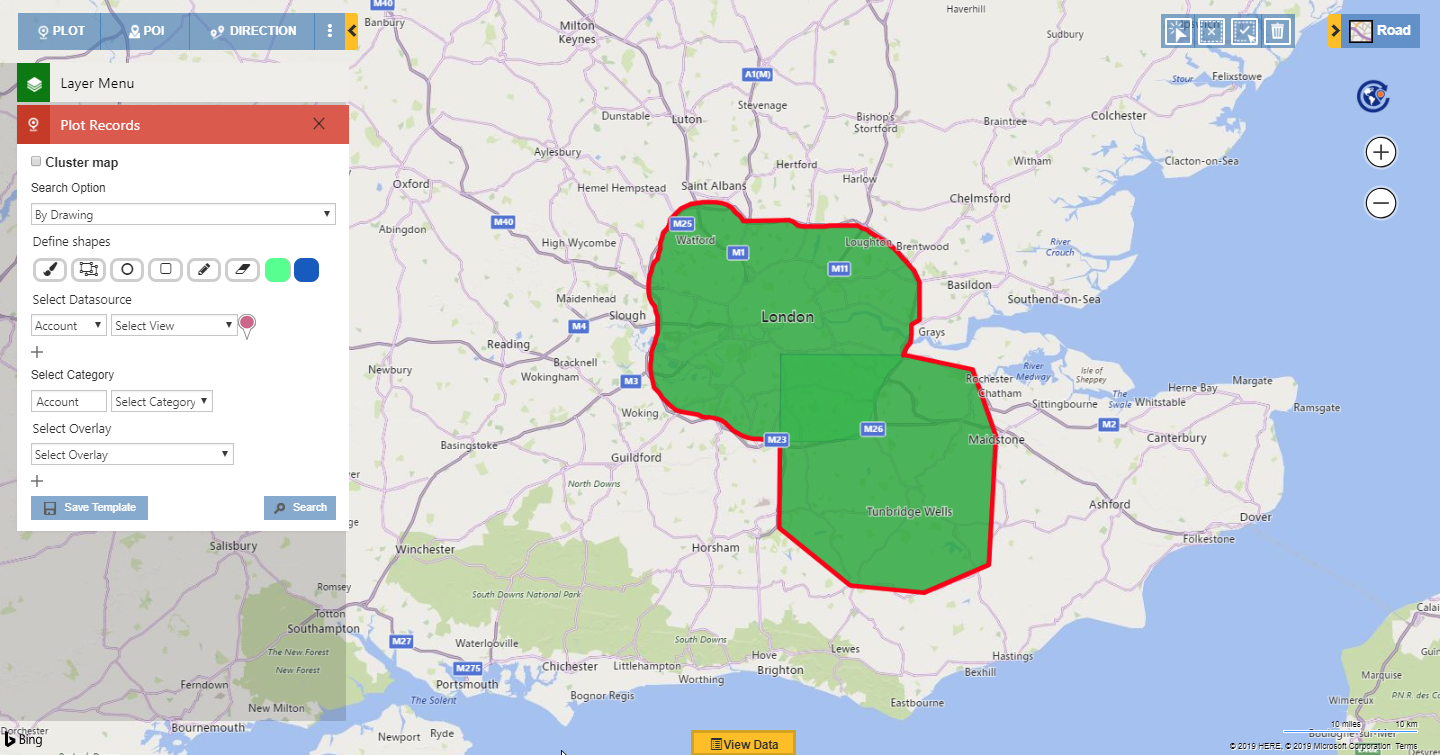 PLOT
POI
DIRECTION
Layer Menu
Plot Records
Cluster map
Search Option
By Drawing
Define shapes
Select Datasource
Account
Select View
Select Category
Account
Select Category
Select Overlay
Select Overlay
Save Template
Search
Road
View Data
M40
Banbury
Milton
Keynes
Haverhill
Sudbury
Stour
Felixstowe
A1(M)
Stevenage
Dunstable
Luton
Bishop's
Stortford
Braintree
Colchester
Aylesbury
Hertford
Witham
Clacton-on-Sea
Oxford
Hemel Hempstead
Saint Albans
Harlow
Chelmsford
M40
Abingdon
M25
High Wycombe
Watford
M1
Loughton
Brentwood
River
Crouch
M11
Maidenhead
Basildon
Southend-on-Sea
Slough
London
M4
Grays
Reading
Newbury
Bracknell
Wokingham
M3
River
Medway
Isle of
Sheppey
Rochester
Chatham
Herne Bay
Margate
Sittingbourne
The
Swale
Whitstable
Ramsgate
Woking
Basingstoke
M23
M26
Maidstone
M2
Canterbury
Guildford
North Downs
Ashford
Tunbridge Wells
Dover
Folkestone
Salisbury
Winchester
Horsham
Romsey
South Downs National Park
Totton
Southampton
M27
Waterlooville
South Downs
The New Forest
New Forest
M275
Chichester
Littlehampton
Hove
Lewes
Hastings
Worthing
Brighton
Bexhill
Ferndown
Portsmouth
Bognor Regis
Eastbourne
New Milton
The Solent
Bournemouth
Newport
Ryde
Dorchester
Bing
Calai
Guin
Marquise
P.N.R. des C
Wimereux
Boulogne-sur-Mer
Desvres
10 miles
10 km
© 2019 HERE, © 2019 Microsoft Corporation Terms